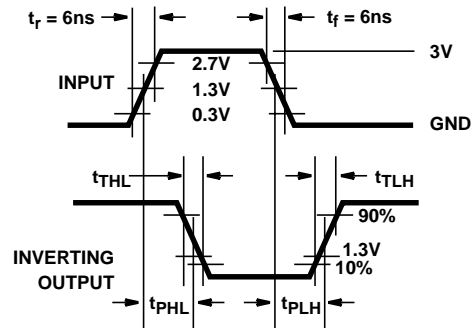 tr = 6ns
tf = 6ns
3V
INPUT
2.7V
1.3V
0.3V
GND
tTHL
tTLH
90%
INVERTING
OUTPUT
1.3V
10%
tPHL
tPLH